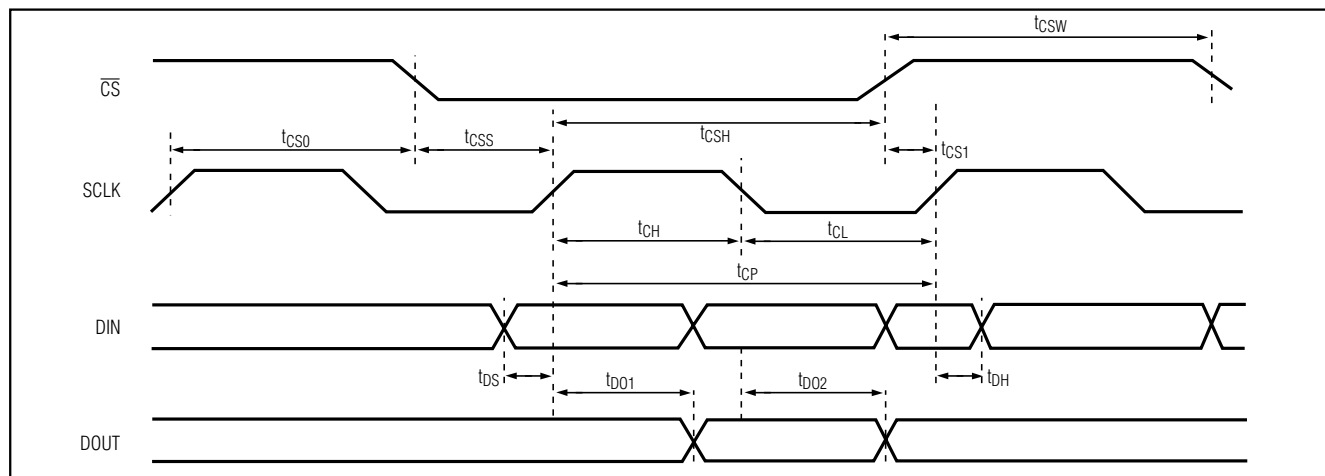 tCSW
CS
tCSH
tCS0
tCSS
tCS1
SCLK
tCH
tCL
tCP
DIN
tDS
tDO1
tDO2
tDH
DOUT